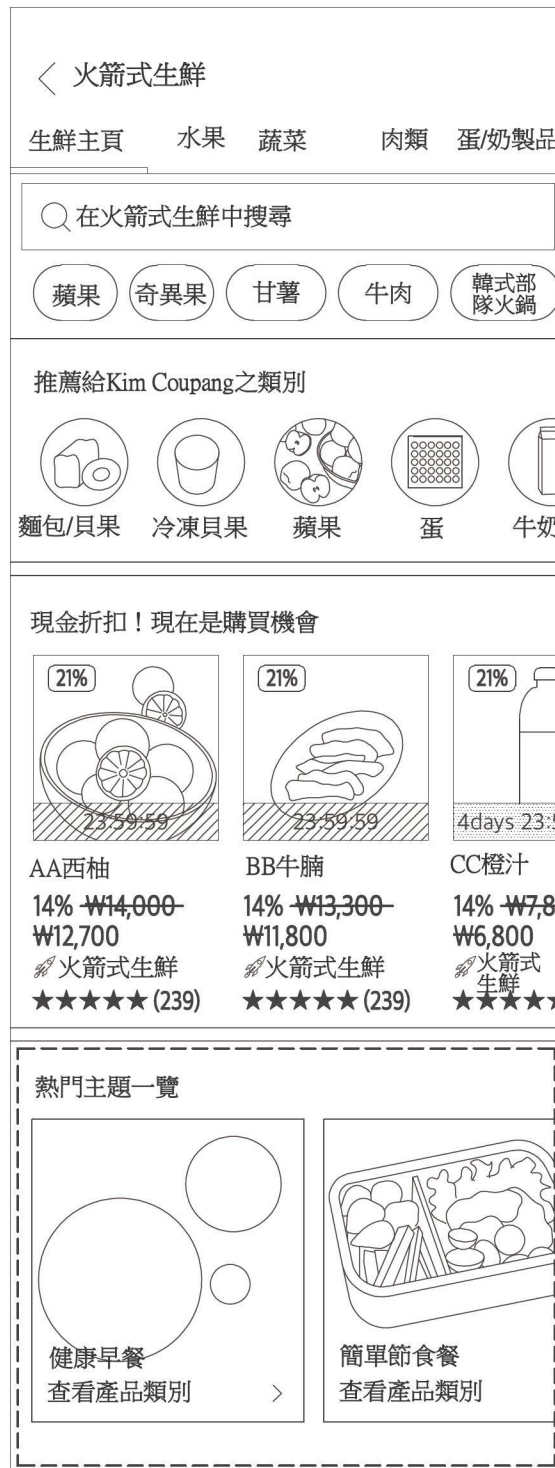 火箭式生鮮
生鮮主頁 水果 蔬菜 肉類 蛋/奶製品
在火箭式生鮮中搜尋
蘋果 奇異果 甘薯 牛肉 韓式部
隊火鍋
推薦給Kim Coupang之類別
麵包/貝果 冷凍貝果 蘋果 蛋 牛奶
現金折扣！現在是購買機會
21% 21% 21%
23:59:59 23:59:59 4days 23:5
AA西柚 BB牛腩 CC橙汁
14% ₩14,000 14% ₩13,300 14% ₩7,8
₩12,700 ₩11,800 ₩6,800
火箭式生鮮 火箭式生鮮 火箭式
生鮮
★★★★★(239) ★★★★★(239) ★★★★
熱門主題一覽
健康早餐 簡單節食餐
查看產品類別 > 查看產品類別